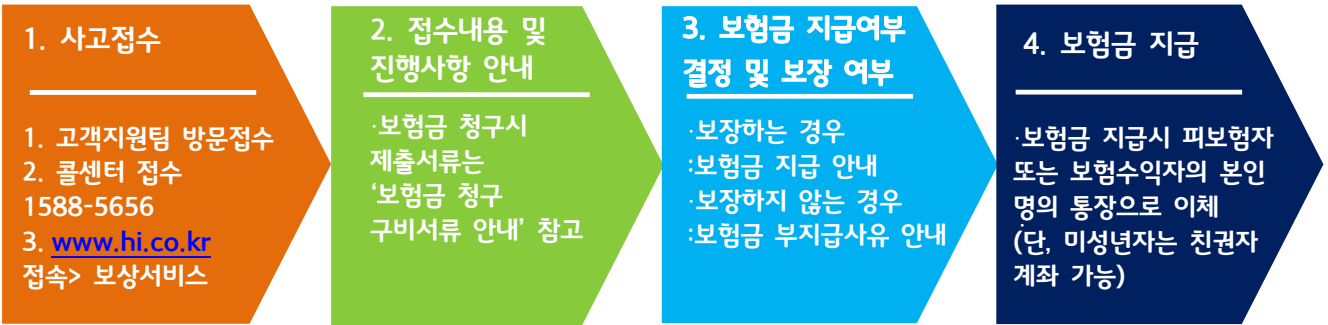 1. 사고접수
1. 고객지원팀 방문접수
2. 콜센터 접수
1588-5656
3. www.hi.co.kr
접속> 보상서비스
2. 접수내용 및
진행사항 안내
·보험금 청구시
제출서류는
‘보험금 청구
구비서류 안내’ 참고
3. 보험금 지급여부
결정 및 보장 여부
·보장하는 경우
:보험금 지급 안내
·보장하지 않는 경우
:보험금 부지급사유 안내
4. 보험금 지급
·보험금 지급시 피보험자
또는 보험수익자의 본인
명의 통장으로 이체
(단, 미성년자는 친권자
계좌 가능)